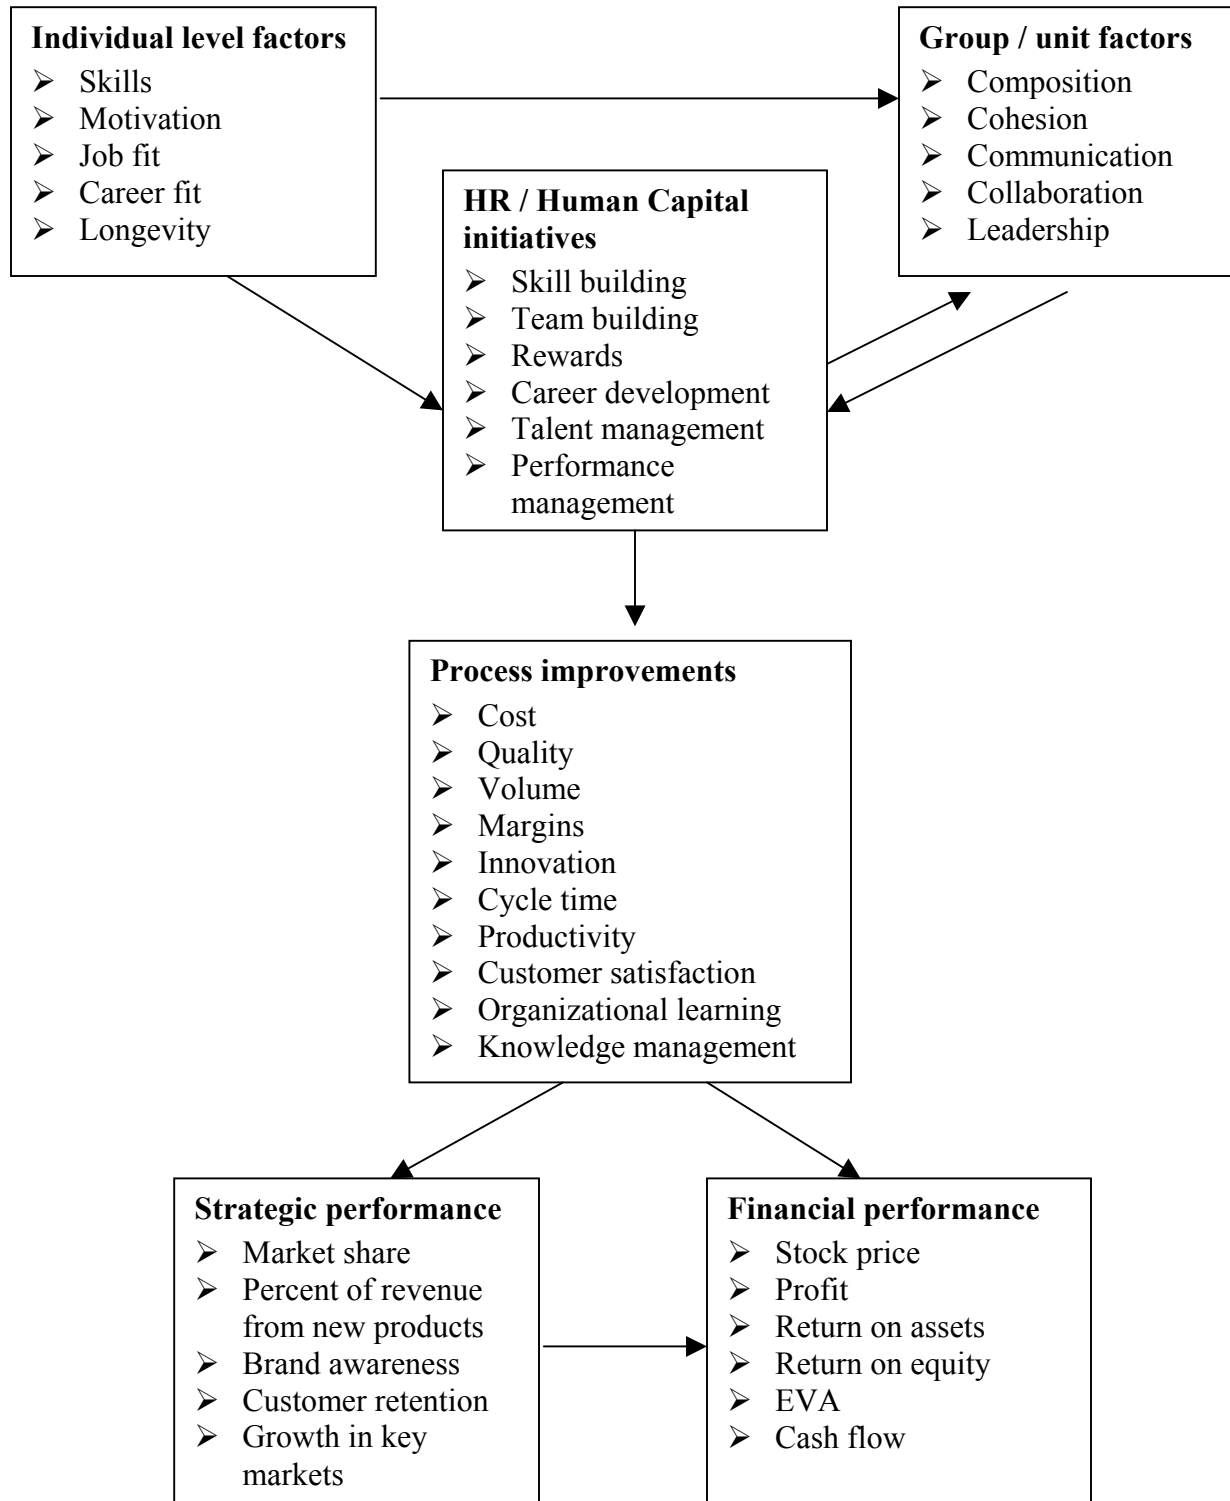 Individual level factors
➢ Skills
➢ Motivation
➢ Job fit
➢ Career fit
➢ Longevity
Group / unit factors
➢ Composition
➢ Cohesion
➢ Communication
➢ Collaboration
➢ Leadership
HR / Human Capital
initiatives
➢ Skill building
➢ Team building
➢ Rewards
➢ Career development
➢ Talent management
➢ Performance
management
Process improvements
➢ Cost
➢ Quality
➢ Volume
➢ Margins
➢ Innovation
➢ Cycle time
➢ Productivity
➢ Customer satisfaction
➢ Organizational learning
➢ Knowledge management
Strategic performance
➢ Market share
➢ Percent of revenue
from new products
➢ Brand awareness
➢ Customer retention
➢ Growth in key
markets
Financial performance
➢ Stock price
➢ Profit
➢ Return on assets
➢ Return on equity
➢ EVA
➢ Cash flow